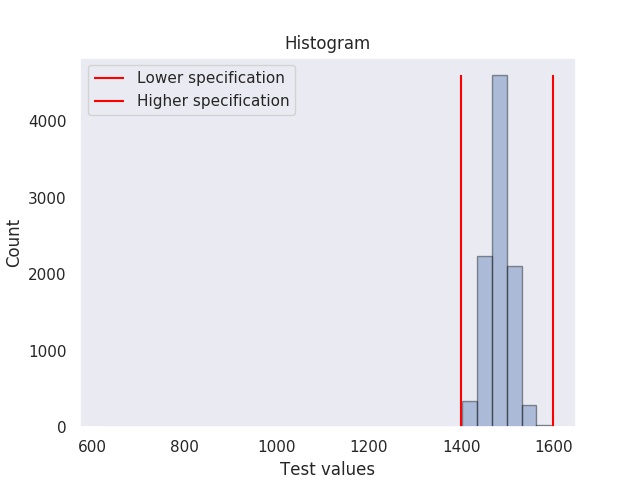 Histogram
Lower specification
Higher specification
4000
3000
2000
1000
0
Count
600 800 1000 1200 1400 1600
Test values